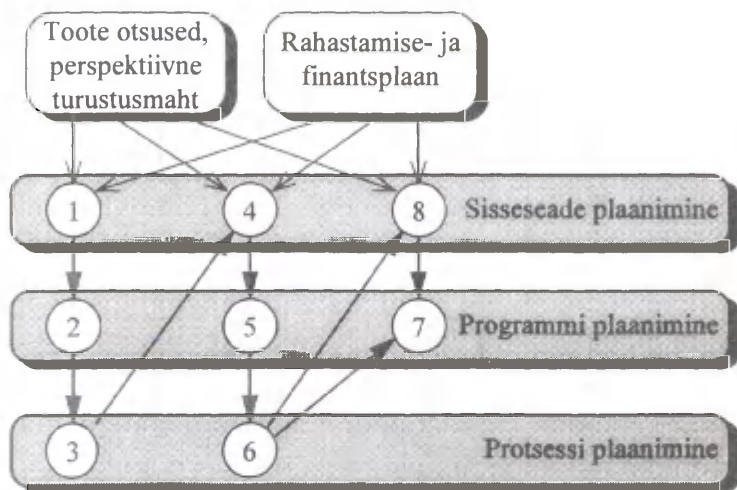 Toote otsused,
perspektiivne
turustusmaht
Rahastamise- ja
finantsplaan
1 4 8 Sisseseade plaanimine
2 5 7 Programmi plaanimine
3 6 Protsessi plaanimine